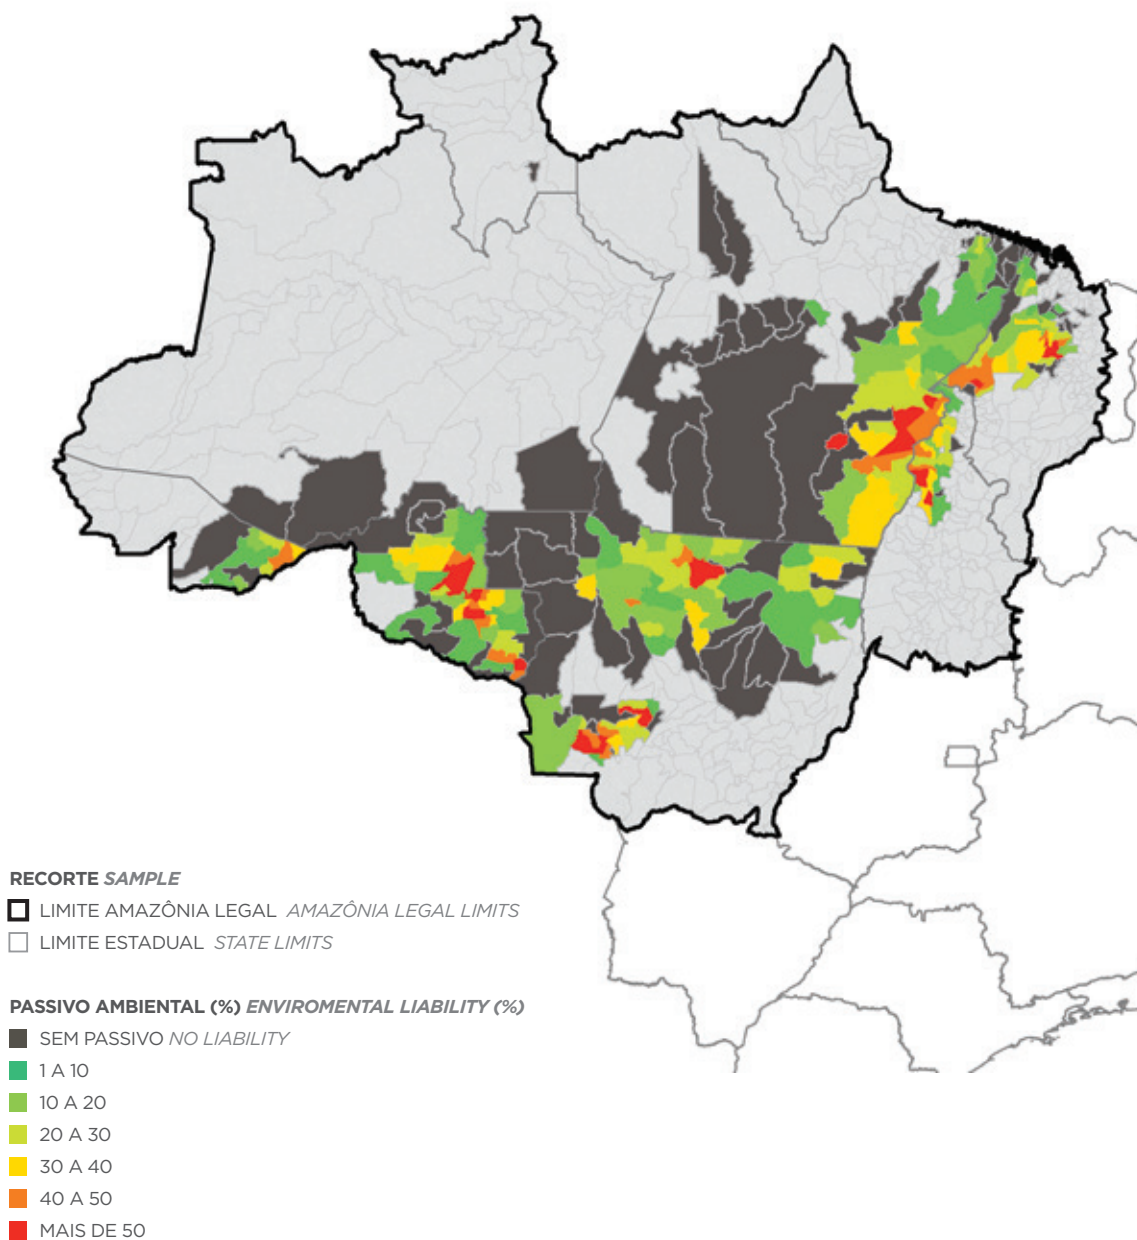 RECORTE SAMPLE
LIMITE AMAZÔNIA LEGAL AMAZÔNIA LEGAL LIMITS
LIMITE ESTADUAL STATE LIMITS
PASSIVO AMBIENTAL (%) ENVIROMENTAL LIABILITY (%)
SEM PASSIVO NO LIABILITY
1 A 10
10 A 20
20 A 30
30 A 40
40 A 50
MAIS DE 50